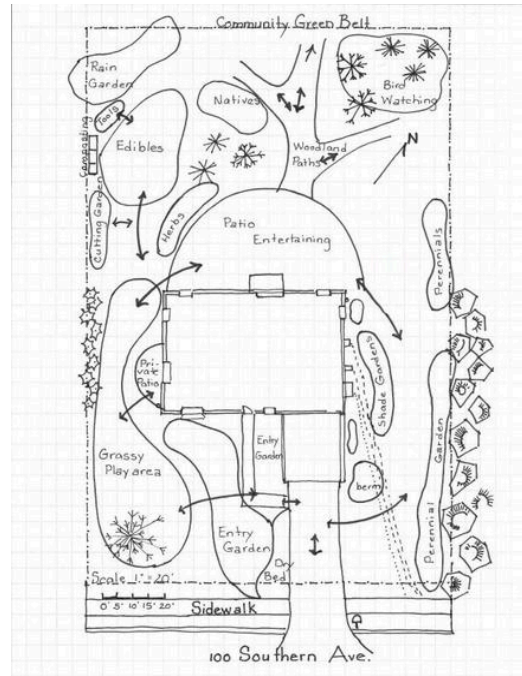 Community Green Belt
Rain
Garden
Bird
Watching
Natives
Tools
Edibles
Composting
Woodland
Paths
N
Cutting Garden
Herbs
Patio
Entertaining
Perennials
Pri-
vate
Patio
Shade Gardens
Grassy
Play area
Entry
Garden
berm
Perennial Garden
Entry
Garden
Dry
Bed
Scale 1" = 20'
0' 5' 10' 15' 20'
Sidewalk
100 Southern Ave.